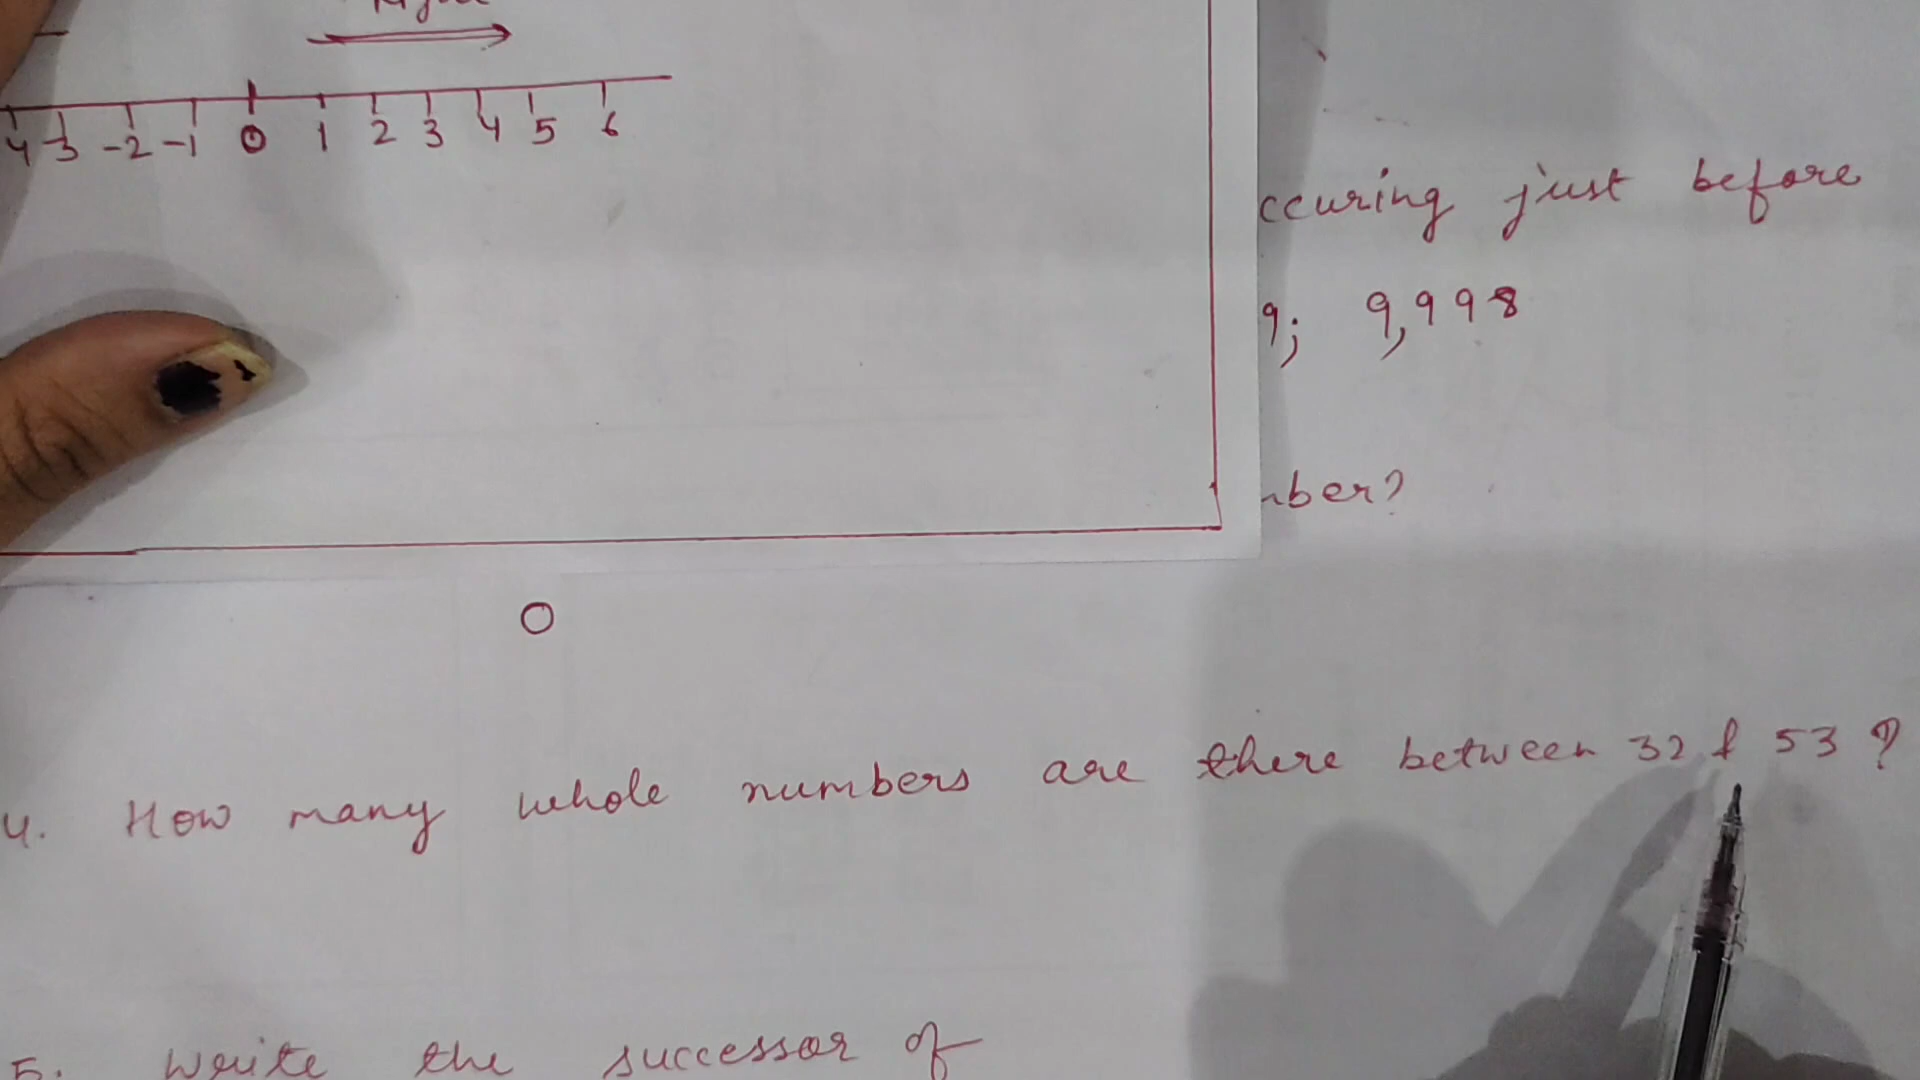 4 -3 -2 -1 0 1 2 3 4 5 6
ccuring just before
9; 9,998
mber?
0
4. How many whole numbers are there between 32 & 53 ?
5. Write the successor of